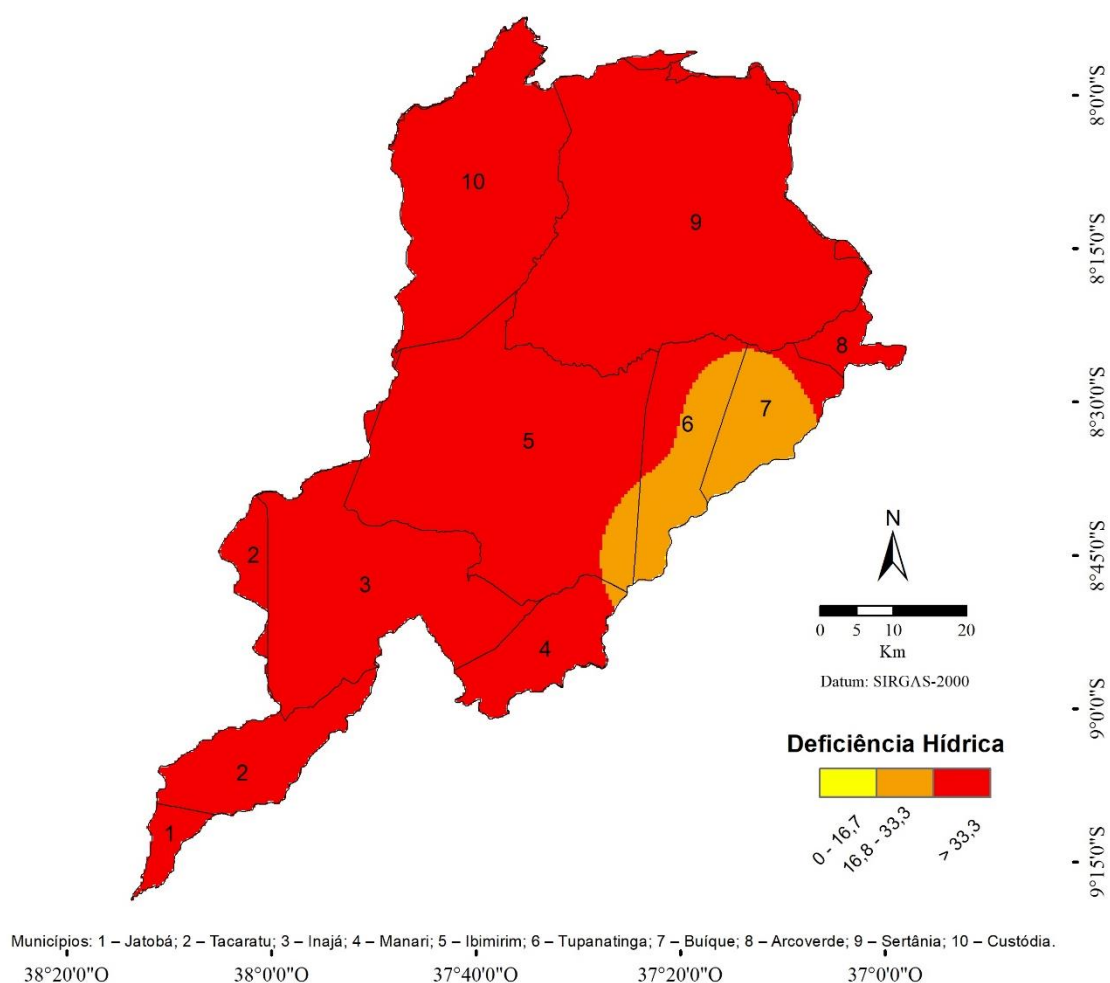 8°0'0"S
10
9
8°15'0"S
8
8°30'0"S
7
6
5
N
8°45'0"S
2
3
0 5 10 20
Km
4
Datum: SIRGAS-2000
9°0'0"S
Deficiência Hídrica
2
0 - 16,7
16,8 - 33,3
> 33,3
1
9°15'0"S
Municípios: 1 – Jatobá; 2 – Tacaratu; 3 – Inajá; 4 – Manari; 5 – Ibimirim; 6 – Tupanatinga; 7 – Buíque; 8 – Arcoverde; 9 – Sertânia; 10 – Custódia.
38°20'0"O 38°0'0"O 37°40'0"O 37°20'0"O 37°0'0"O